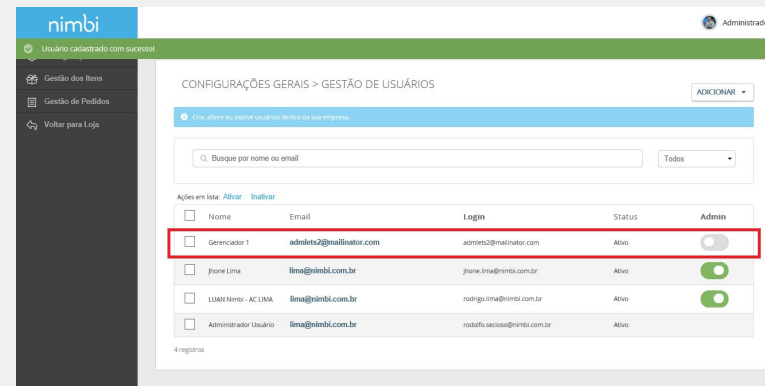 nimbi
Administrado
Usuário cadastrado com sucesso!
Gestão dos Itens
Gestão de Pedidos
Voltar para Loja
CONFIGURAÇÕES GERAIS > GESTÃO DE USUÁRIOS
ADICIONAR
Crie, altere ou inative usuários dentro da sua empresa.
Busque por nome ou email
Todos
Ações em lista: Ativar Inativar
Nome Email Login Status Admin
Gerenciador 1 admlets2@mailinator.com admlets2@mailinator.com Ativo
Jhone Lima lima@nimbi.com.br jhone.lima@nimbi.com.br Ativo
LUAN Nimbi - AC LIMA lima@nimbi.com.br rodrigo.lima@nimbi.com.br Ativo
Administrador Usuário lima@nimbi.com.br rodolfo.secioso@nimbi.com.br Ativo
4 registros